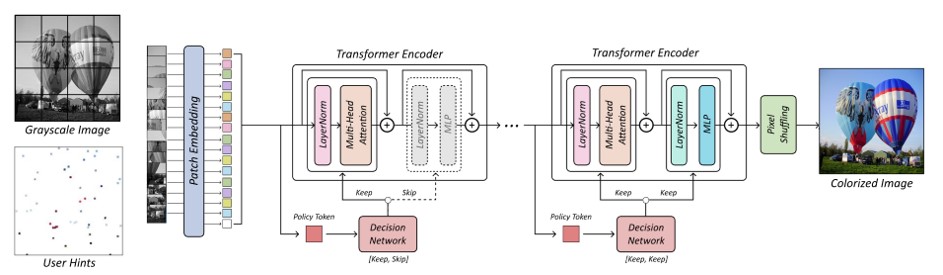 Grayscale Image
User Hints
Patch Embedding
Transformer Encoder
LayerNorm
Multi-Head
Attention
+
LayerNorm
MLP
+
Keep
Skip
Policy Token
Decision
Network
[Keep, Skip]
...
Transformer Encoder
LayerNorm
Multi-Head
Attention
+
LayerNorm
MLP
+
Keep
Keep
Policy Token
Decision
Network
[Keep, Keep]
Pixel
Shuffling
Colorized Image